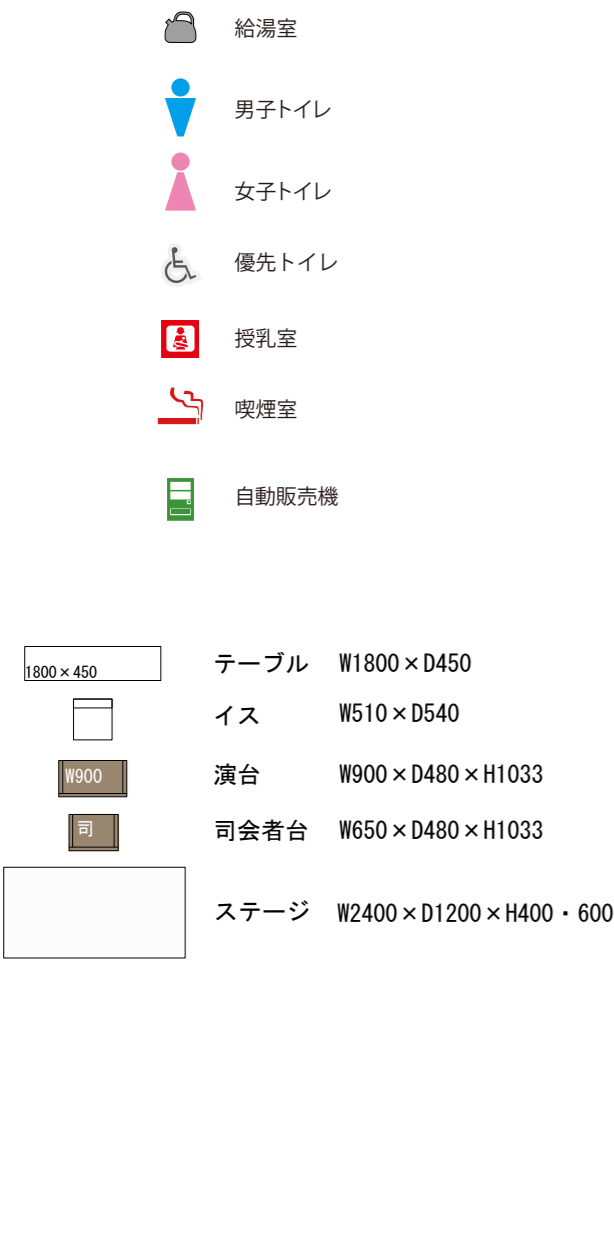 給湯室
男子トイレ
女子トイレ
優先トイレ
授乳室
喫煙室
自動販売機
1800×450 テーブル W1800×D450
イス W510×D540
W900 演台 W900×D480×H1033
司 司会者台 W650×D480×H1033
ステージ W2400×D1200×H400・600